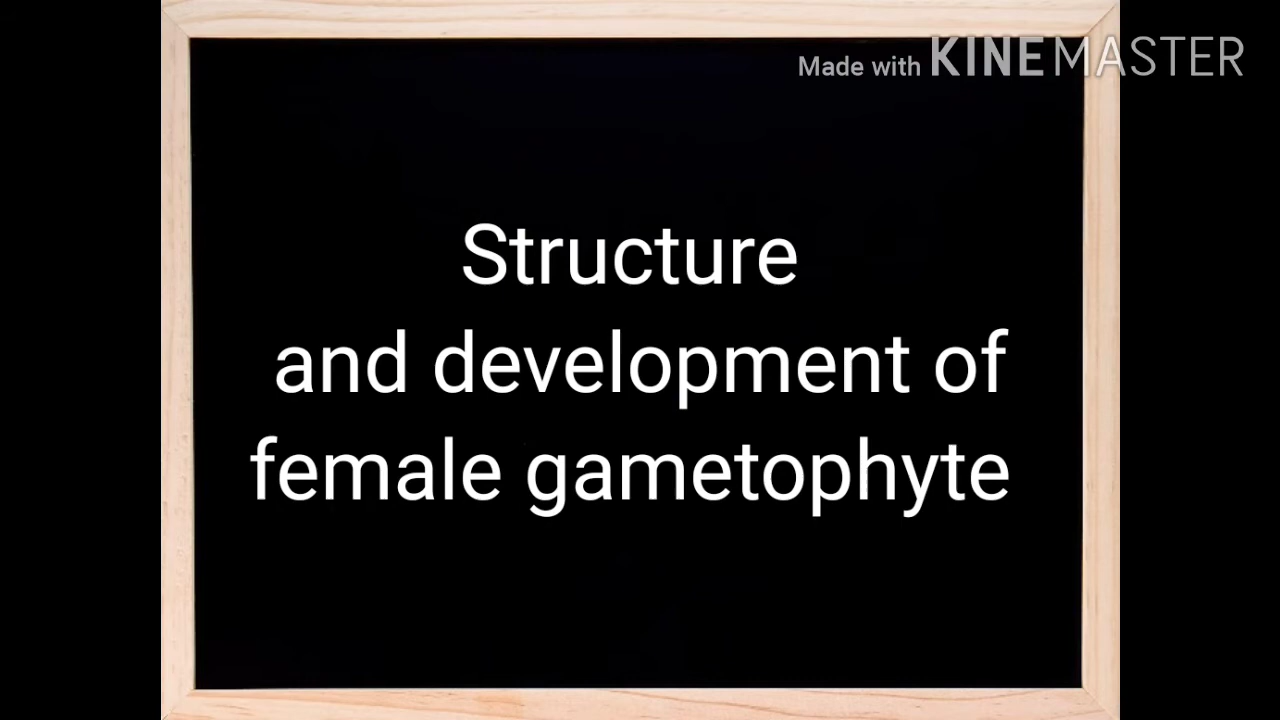 Made with KINEMASTER
Structure
and development of
female gametophyte